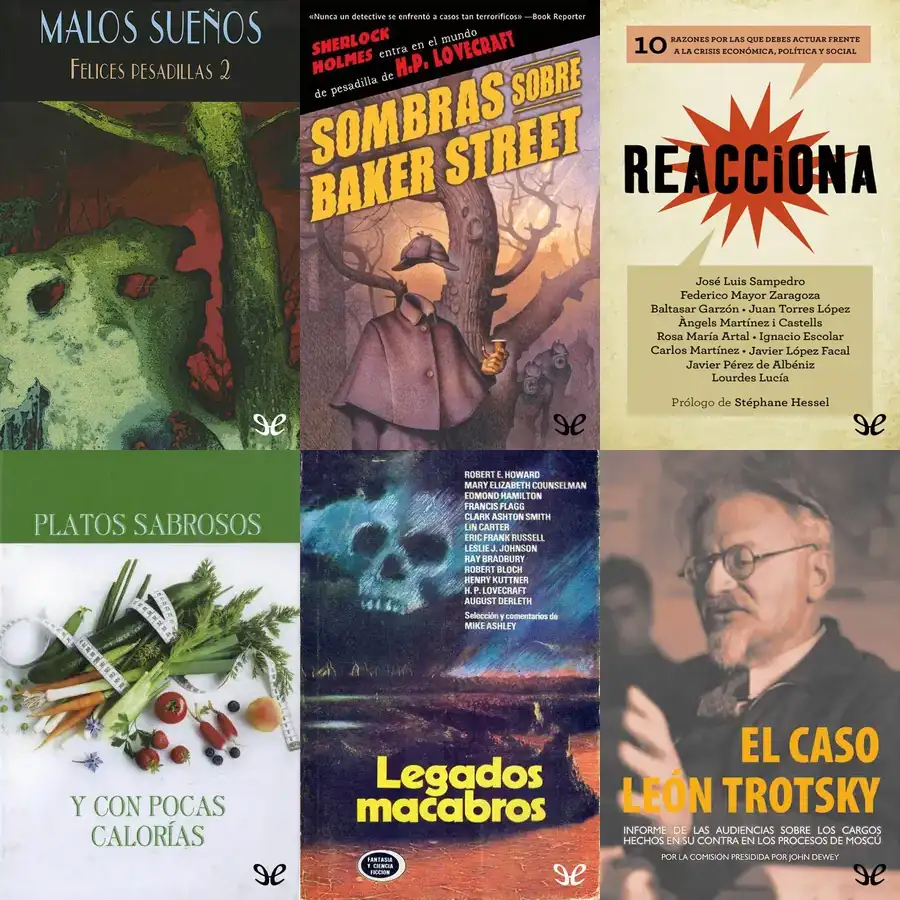 MALOS SUEÑOS
FELICES PESADILLAS 2
«Nunca un detective se enfrentó a casos tan terroríficos» —Book Reporter
SHERLOCK
HOLMES entra en el mundo
de pesadilla de H.P. LOVECRAFT
SOMBRAS SOBRE
BAKER STREET
10 RAZONES POR LAS QUE DEBES ACTUAR FRENTE
A LA CRISIS ECONÓMICA, POLÍTICA Y SOCIAL
REACCiONA
José Luis Sampedro
Federico Mayor Zaragoza
Baltasar Garzón • Juan Torres López
Àngels Martínez i Castells
Rosa María Artal • Ignacio Escolar
Carlos Martínez • Javier López Facal
Javier Pérez de Albéniz
Lourdes Lucía
Prólogo de Stéphane Hessel
PLATOS SABROSOS
Y CON POCAS
CALORÍAS
ROBERT E. HOWARD
MARY ELIZABETH COUNSELMAN
EDMOND HAMILTON
FRANCIS FLAGG
CLARK ASHTON SMITH
LIN CARTER
ERIC FRANK RUSSELL
LESLIE J. JOHNSON
RAY BRADBURY
ROBERT BLOCH
HENRY KUTTNER
H. P. LOVECRAFT
AUGUST DERLETH
Selección y comentarios de
MIKE ASHLEY
Legados
macabros
FANTASIA
Y CIENCIA
FICCION
EL CASO
LEÓN TROTSKY
INFORME DE LAS AUDIENCIAS SOBRE LOS CARGOS
HECHOS EN SU CONTRA EN LOS PROCESOS DE MOSCÚ
POR LA COMISIÓN PRESIDIDA POR JOHN DEWEY